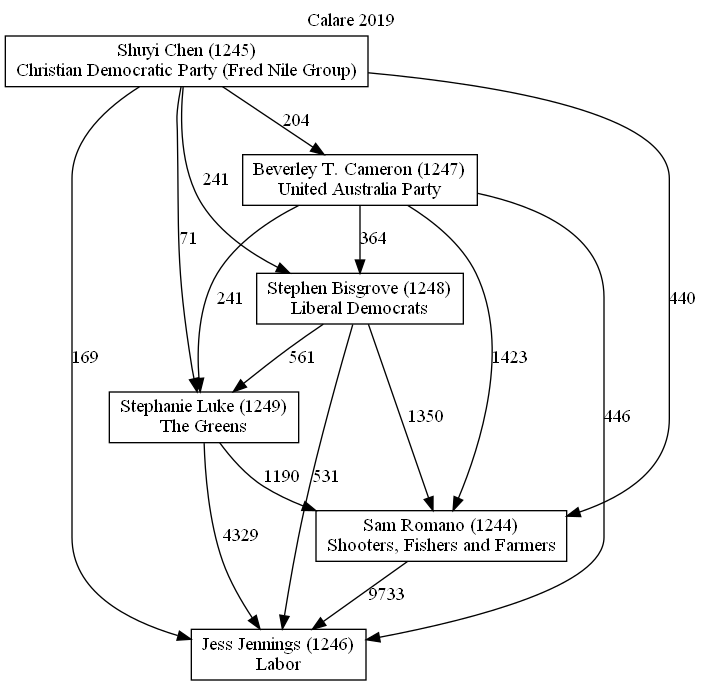 Calare 2019
Shuyi Chen (1245)
Christian Democratic Party (Fred Nile Group)
204
Beverley T. Cameron (1247)
United Australia Party
241
71
364
Stephen Bisgrove (1248)
Liberal Democrats
241
440
169
561
1423
Stephanie Luke (1249)
The Greens
1350
446
1190
531
Sam Romano (1244)
Shooters, Fishers and Farmers
4329
9733
Jess Jennings (1246)
Labor